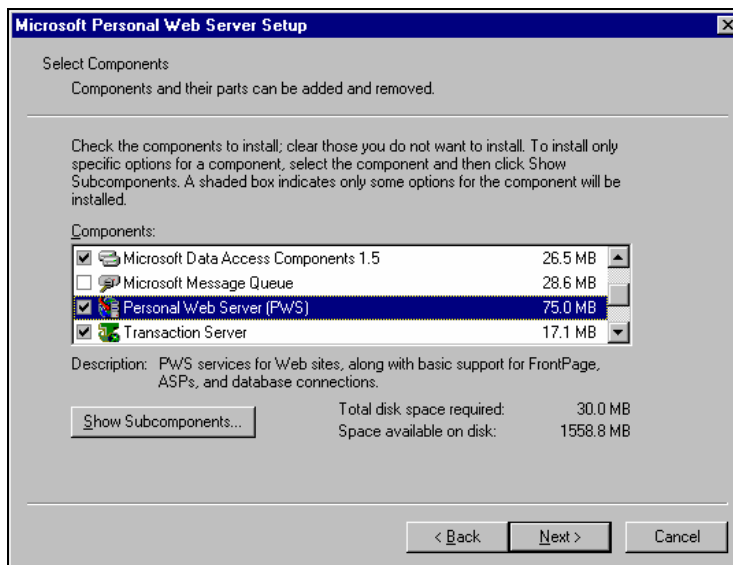 Microsoft Personal Web Server Setup
Select Components
Components and their parts can be added and removed.
Check the components to install; clear those you do not want to install. To install only
specific options for a component, select the component and then click Show
Subcomponents. A shaded box indicates only some options for the component will be
installed.
Components:
Microsoft Data Access Components 1.5 26.5 MB
Microsoft Message Queue 28.6 MB
Personal Web Server (PWS) 75.0 MB
Transaction Server 17.1 MB
Description: PWS services for Web sites, along with basic support for FrontPage,
ASPs, and database connections.
Show Subcomponents...
Total disk space required: 30.0 MB
Space available on disk: 1558.8 MB
< Back Next > Cancel